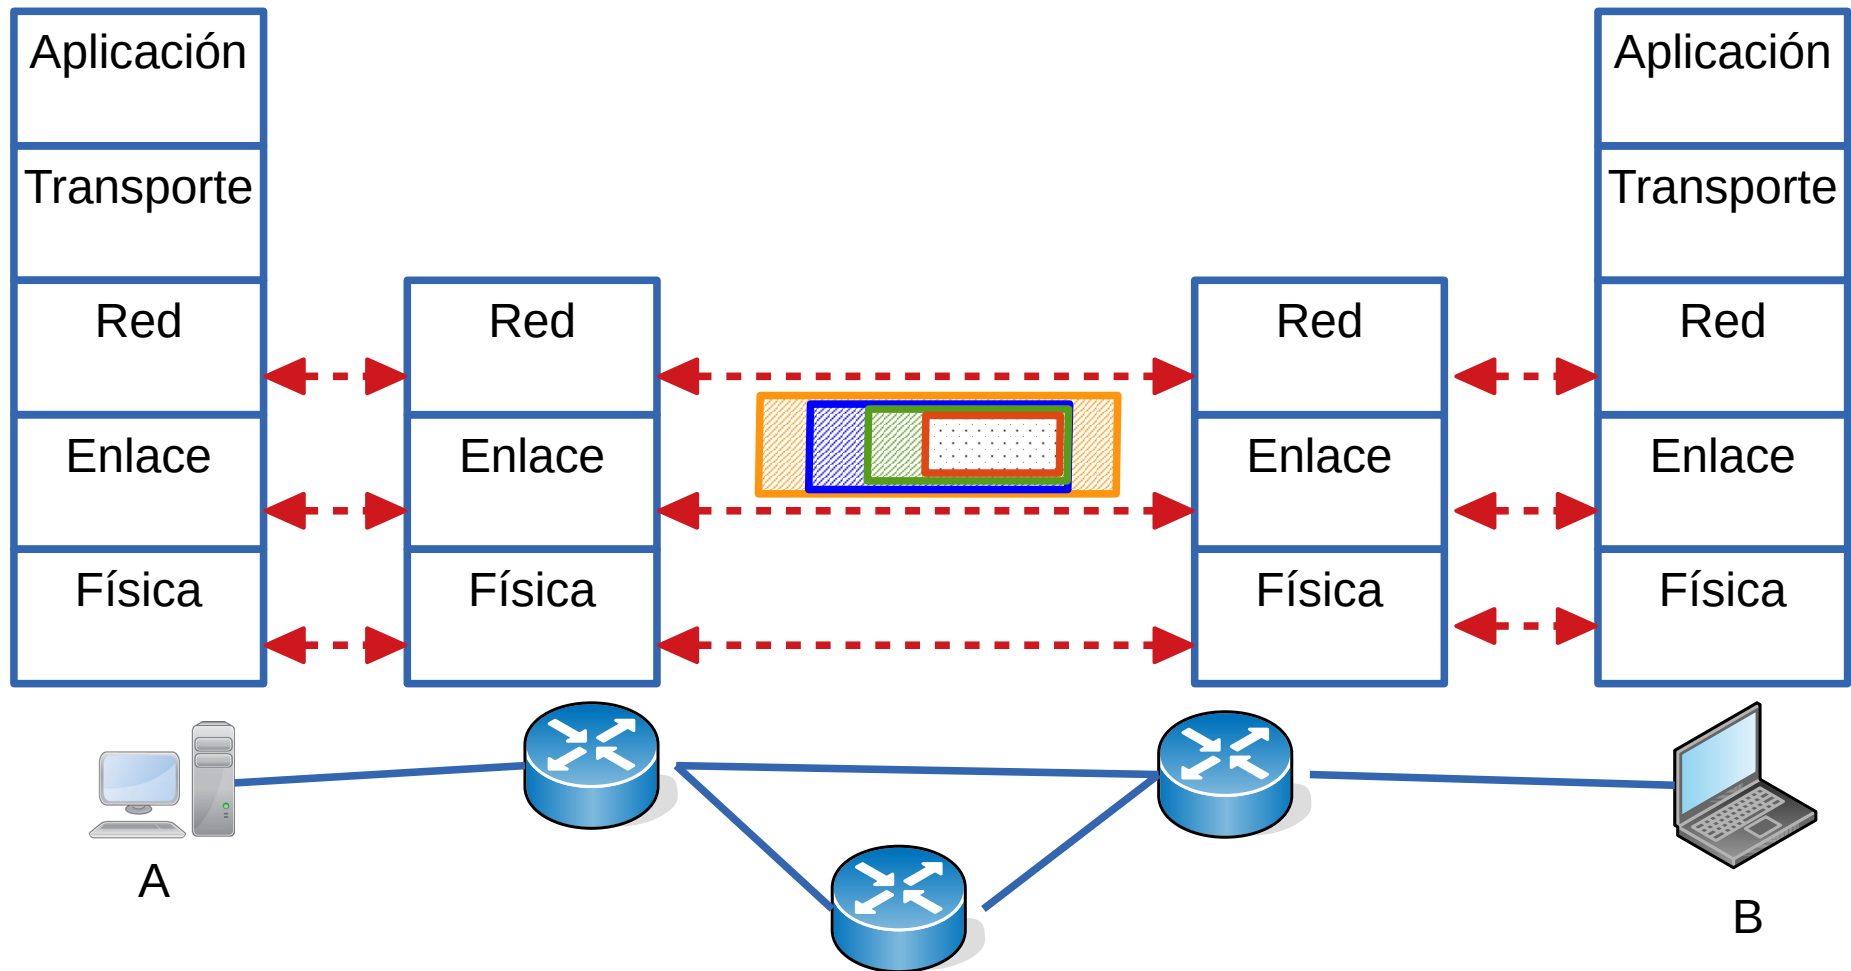 Aplicación
Transporte
Red
Enlace
Física
Red
Enlace
Física
Red
Enlace
Física
Aplicación
Transporte
Red
Enlace
Física
A
B